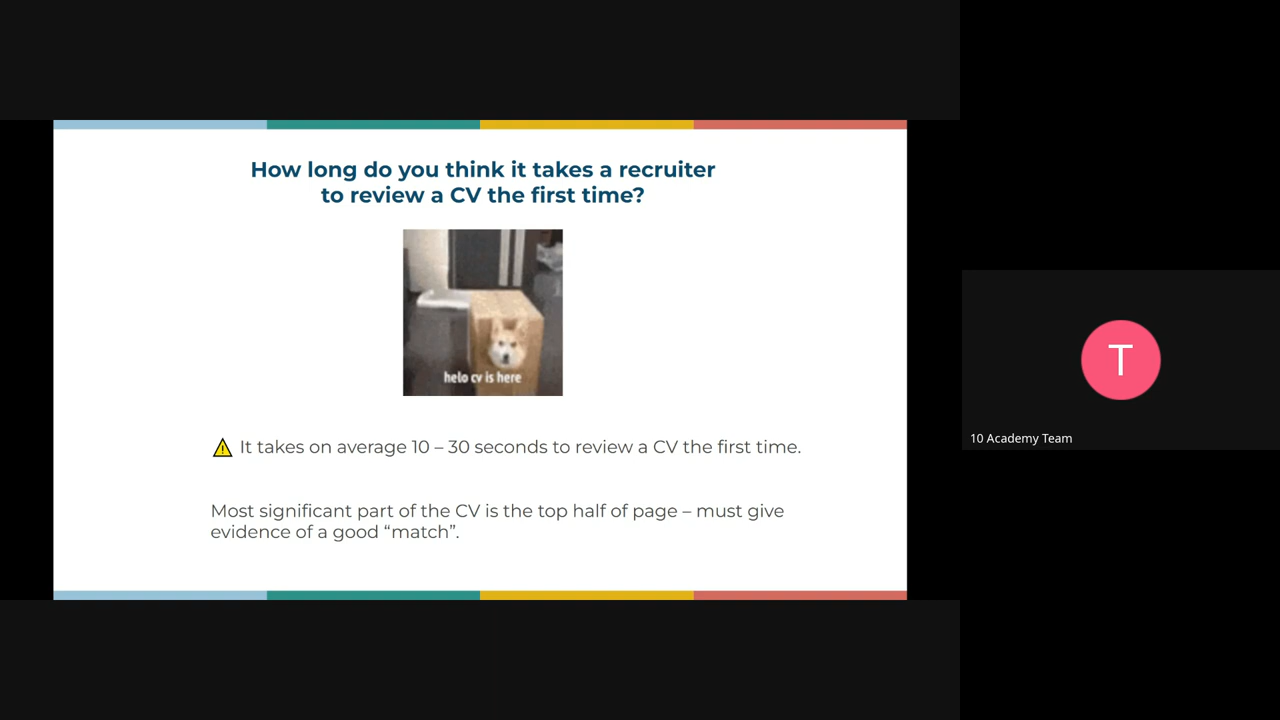 How long do you think it takes a recruiter
to review a CV the first time?
helo cv is here
It takes on average 10 – 30 seconds to review a CV the first time.
Most significant part of the CV is the top half of page – must give
evidence of a good “match”.
T
10 Academy Team